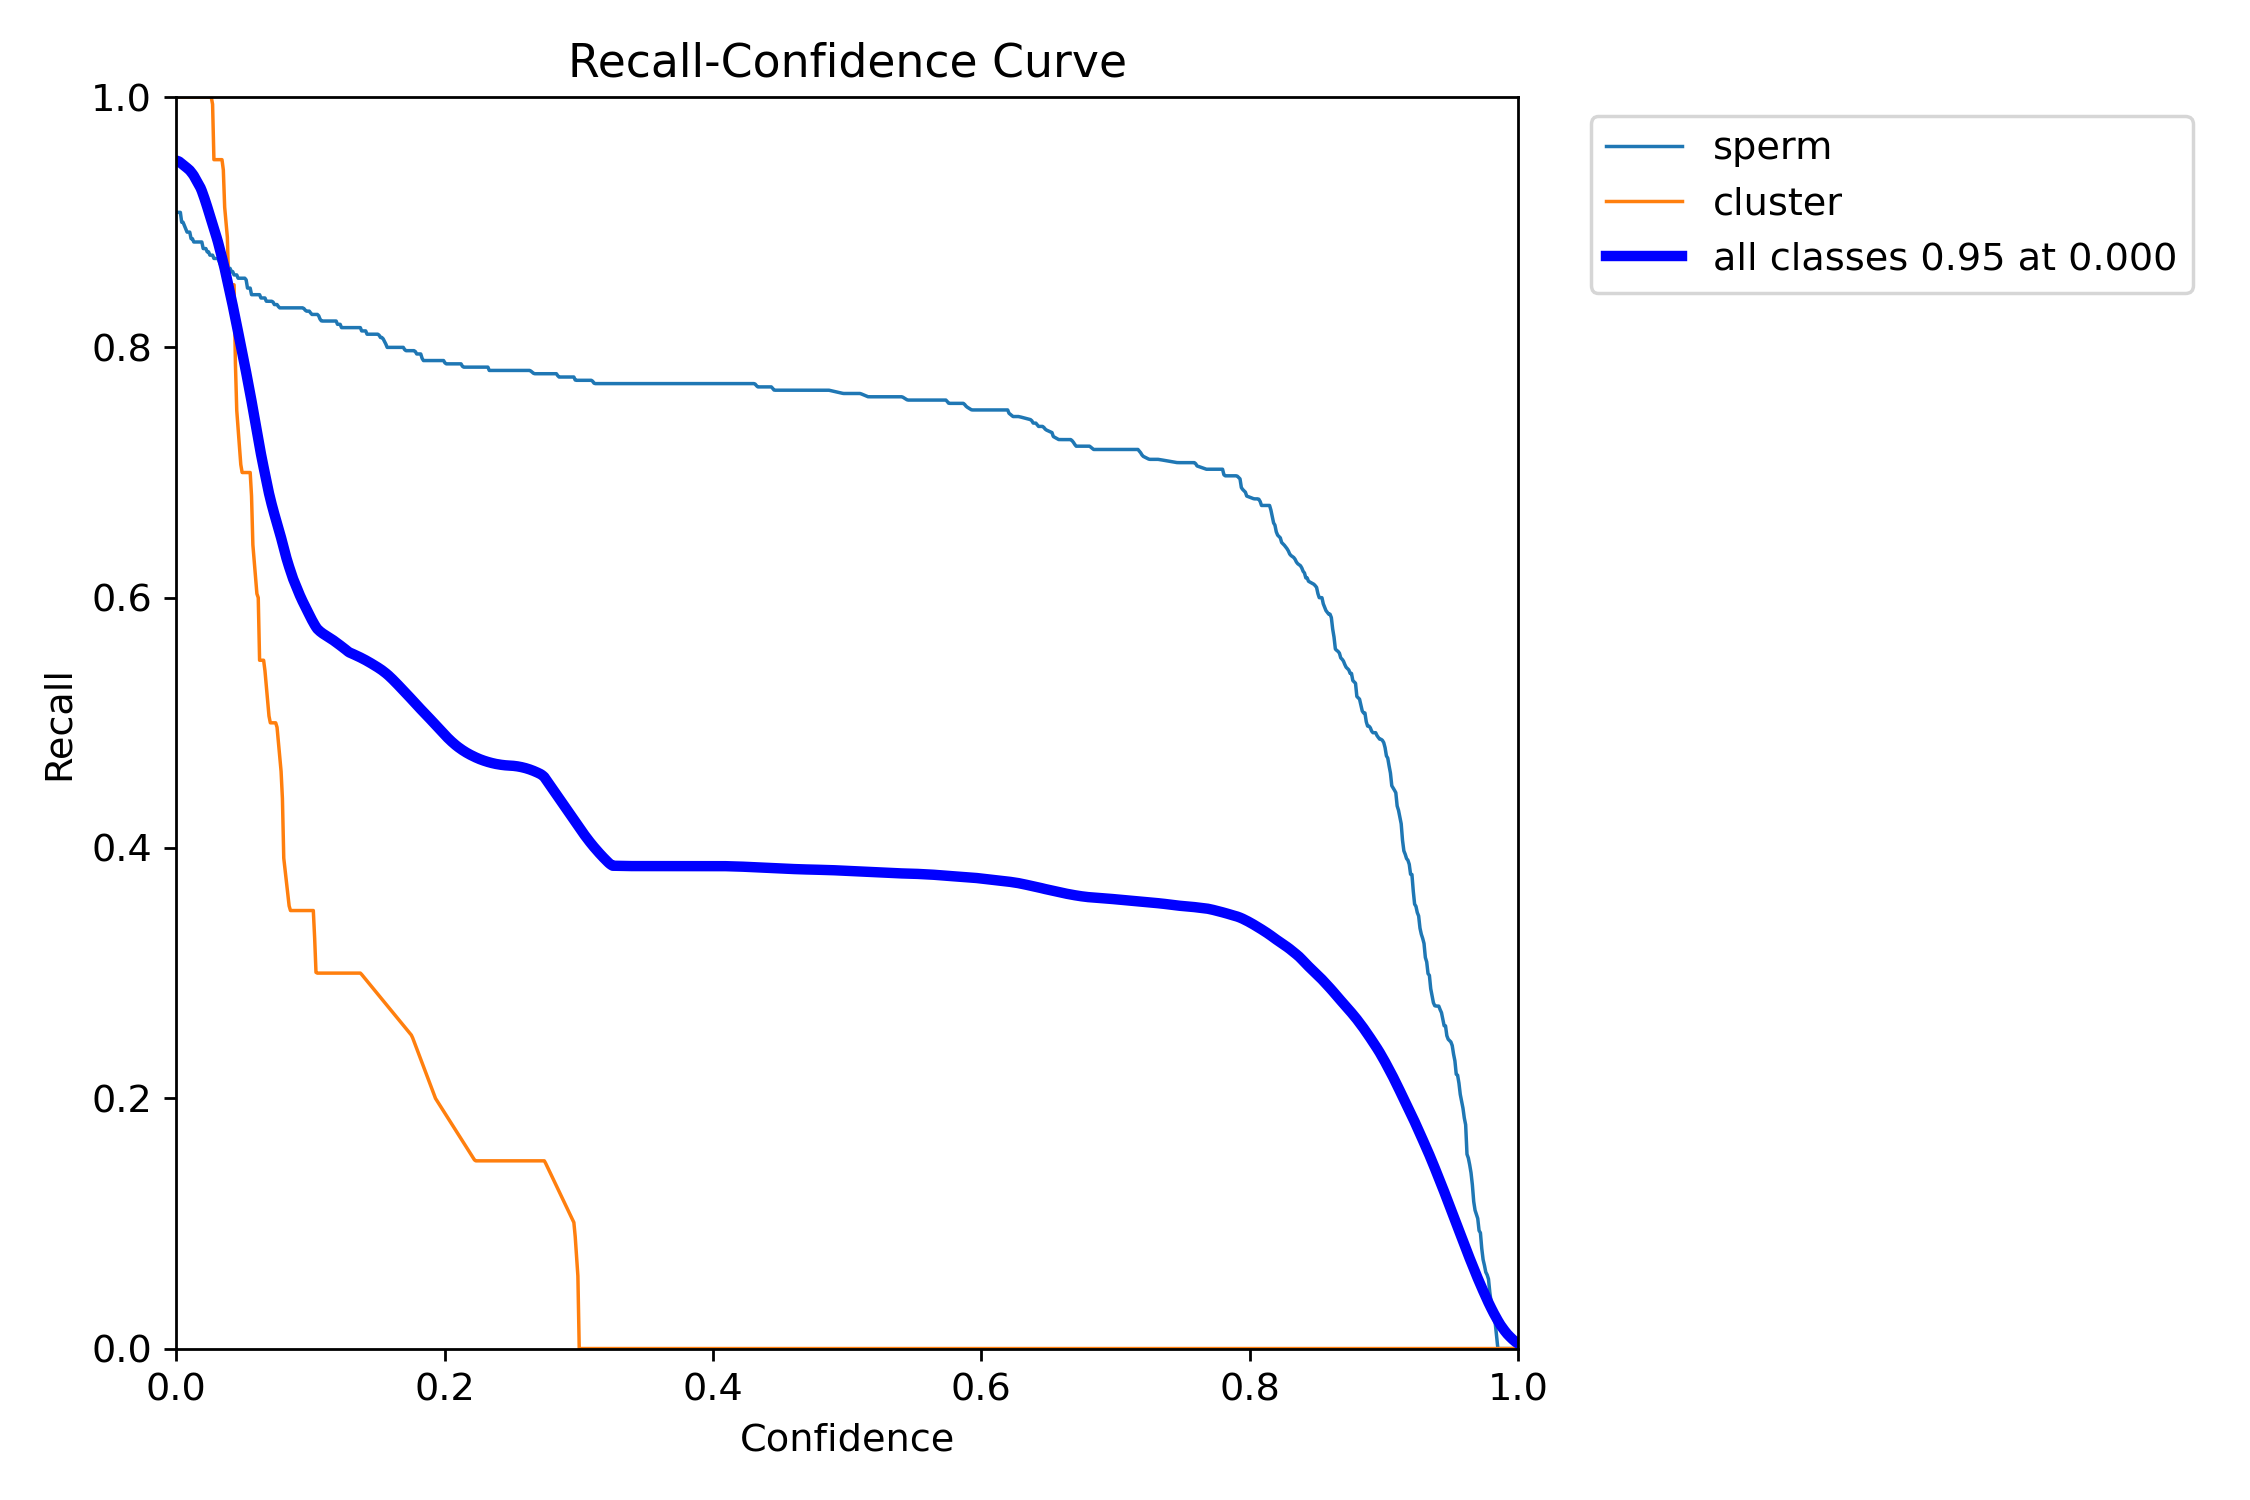 Recall-Confidence Curve
1.0
0.8
0.6
0.4
0.2
0.0
Recall
0.0 0.2 0.4 0.6 0.8 1.0
Confidence
sperm
cluster
all classes 0.95 at 0.000